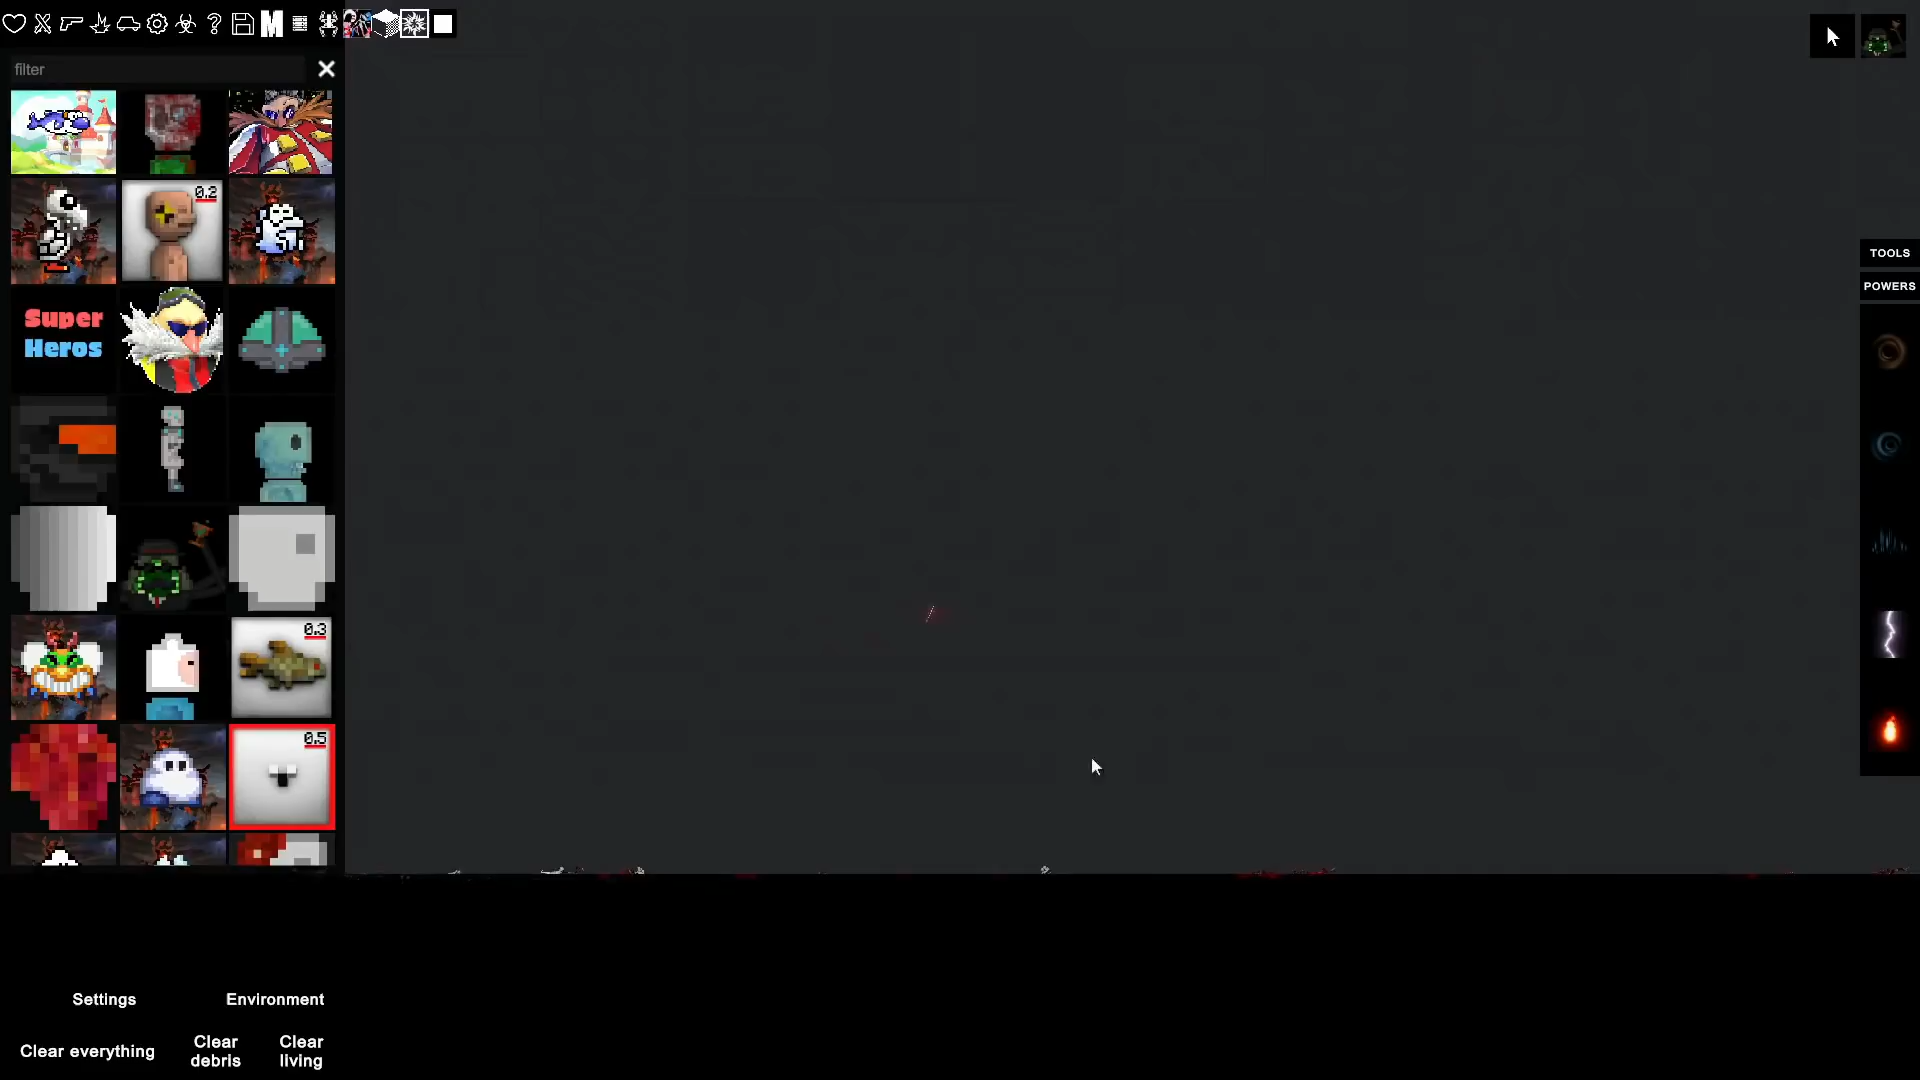 filter
0.2
Super
Heros
0.3
0.5
TOOLS
POWERS
Settings
Environment
Clear everything
Clear
debris
Clear
living